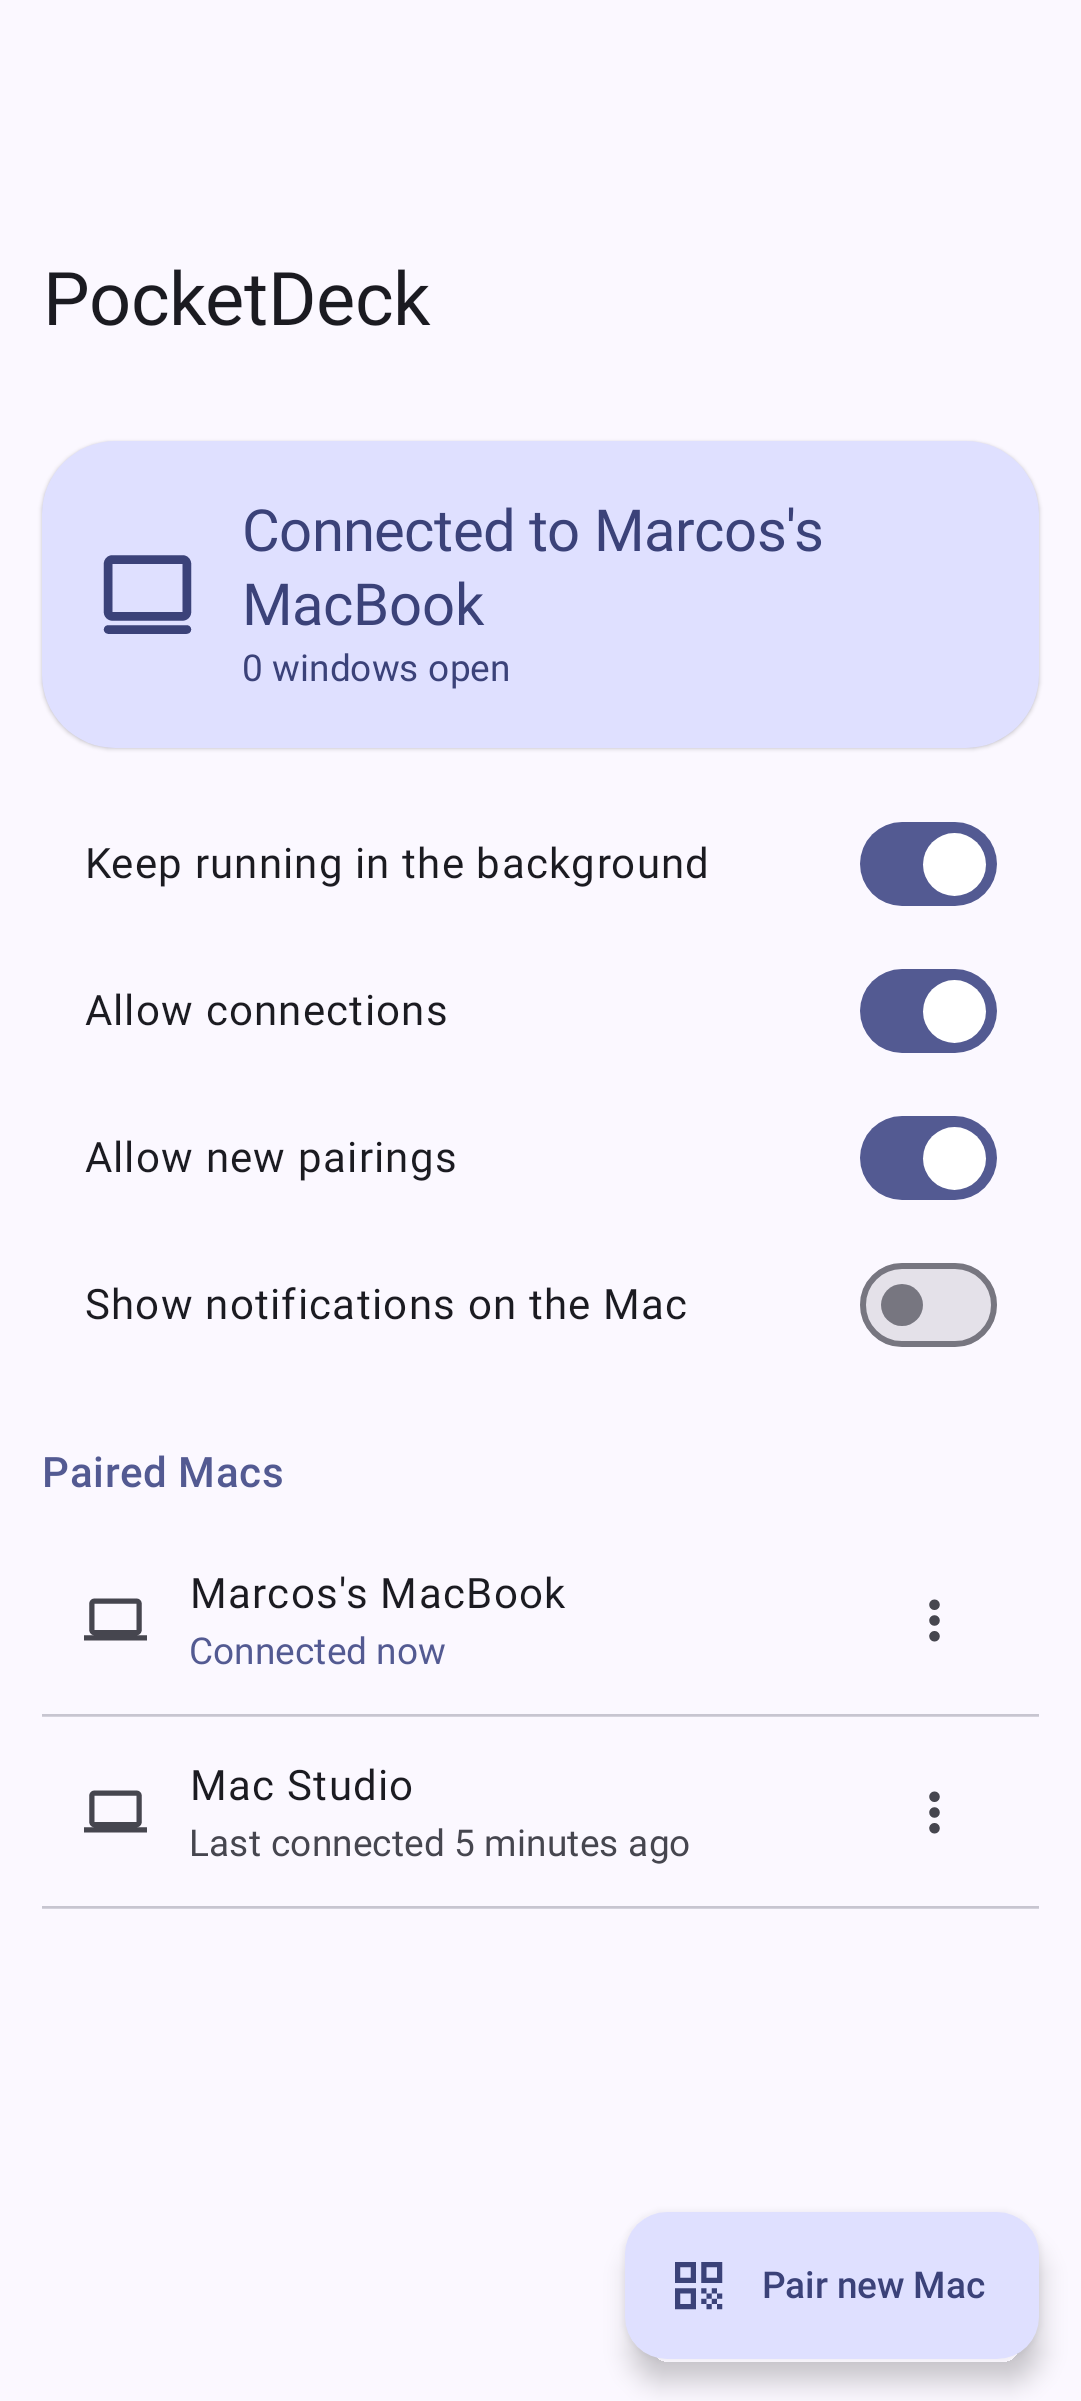 PocketDeck
Connected to Marcos's
MacBook
0 windows open
Keep running in the background
Allow connections
Allow new pairings
Show notifications on the Mac
Paired Macs
Marcos's MacBook
Connected now
Mac Studio
Last connected 5 minutes ago
Pair new Mac